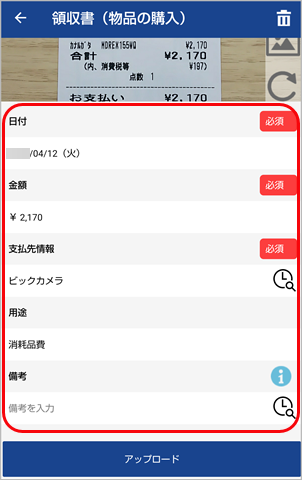 領収書（物品の購入）
ｶﾅﾙﾎﾞﾀ MDREX155WQ ¥2,170
合計 ¥2,170
(内、消費税等 ¥197)
点数 1
お支払い ¥2,170
日付 必須
/04/12（火）
金額 必須
￥ 2,170
支払先情報 必須
ビックカメラ
用途
消耗品費
備考
備考を入力
アップロード